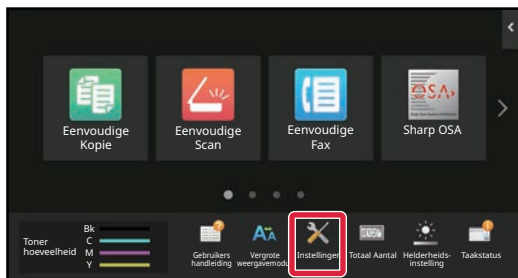 Eenvoudige
Kopie
Eenvoudige
Scan
Eenvoudige
Fax
OSA
Sharp OSA
Toner
hoeveelheid
Bk
C
M
Y
Gebruikers
handleiding
Vergrote
weergavemodu
Instellingen
Totaal Aantal
Helderheids-
instelling
Taakstatus